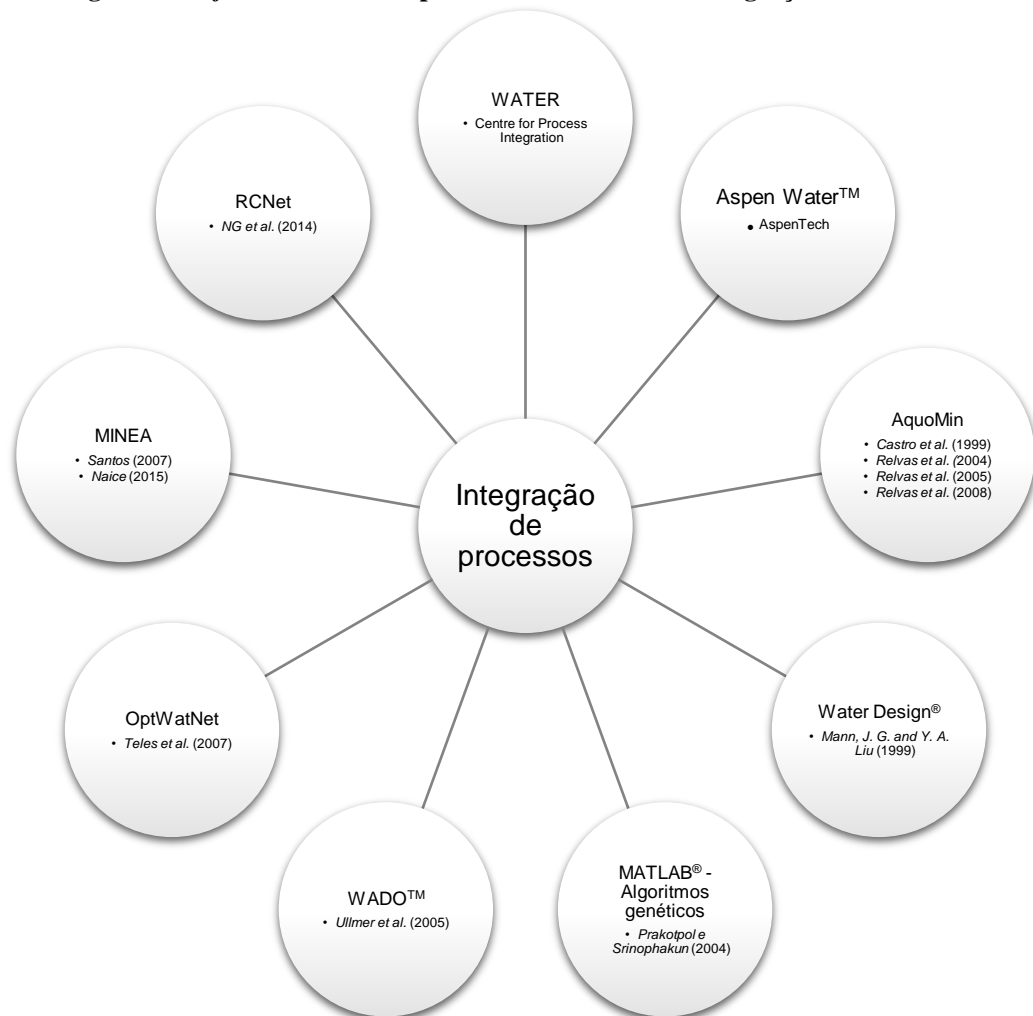 WATER
• Centre for Process
Integration
RCNet
• NG et al. (2014)
Aspen Water™
• AspenTech
MINEA
• Santos (2007)
• Naice (2015)
AquoMin
• Castro et al. (1999)
• Relvas et al. (2004)
• Relvas et al. (2005)
• Relvas et al. (2008)
Integração
de
processos
OptWatNet
• Teles et al. (2007)
Water Design®
• Mann, J. G. and Y. A.
Liu (1999)
WADO™
• Ullmer et al. (2005)
MATLAB® -
Algoritmos
genéticos
• Prakotpol e
Srinophakun (2004)